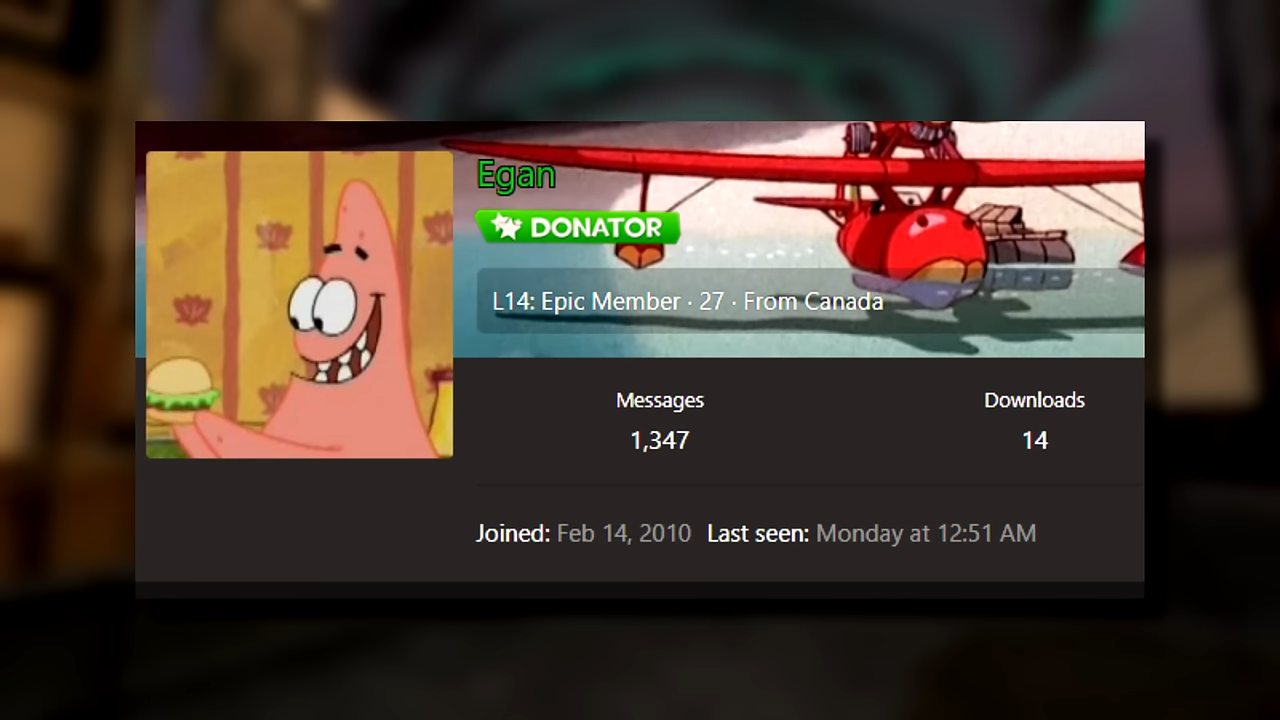 Egan
DONATOR
L14: Epic Member · 27 · From Canada
Messages
Downloads
1,347
14
Joined: Feb 14, 2010 Last seen: Monday at 12:51 AM